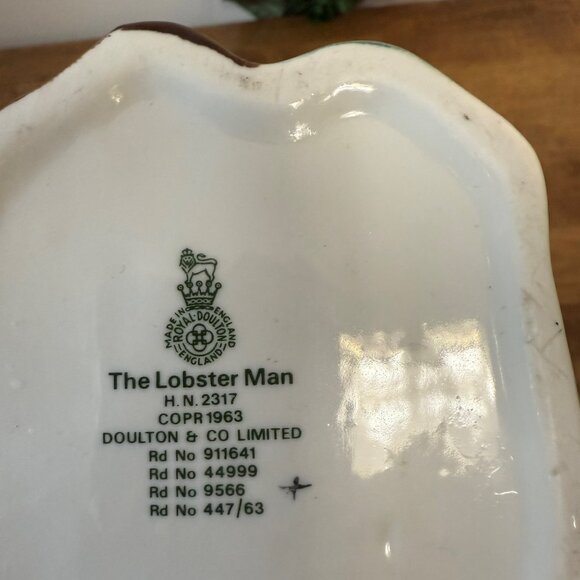 MADE IN ENGLAND
ROYAL DOULTON
ENGLAND
The Lobster Man
H. N. 2317
COPR 1963
DOULTON & CO LIMITED
Rd No 911641
Rd No 44999
Rd No 9566
Rd No 447/63